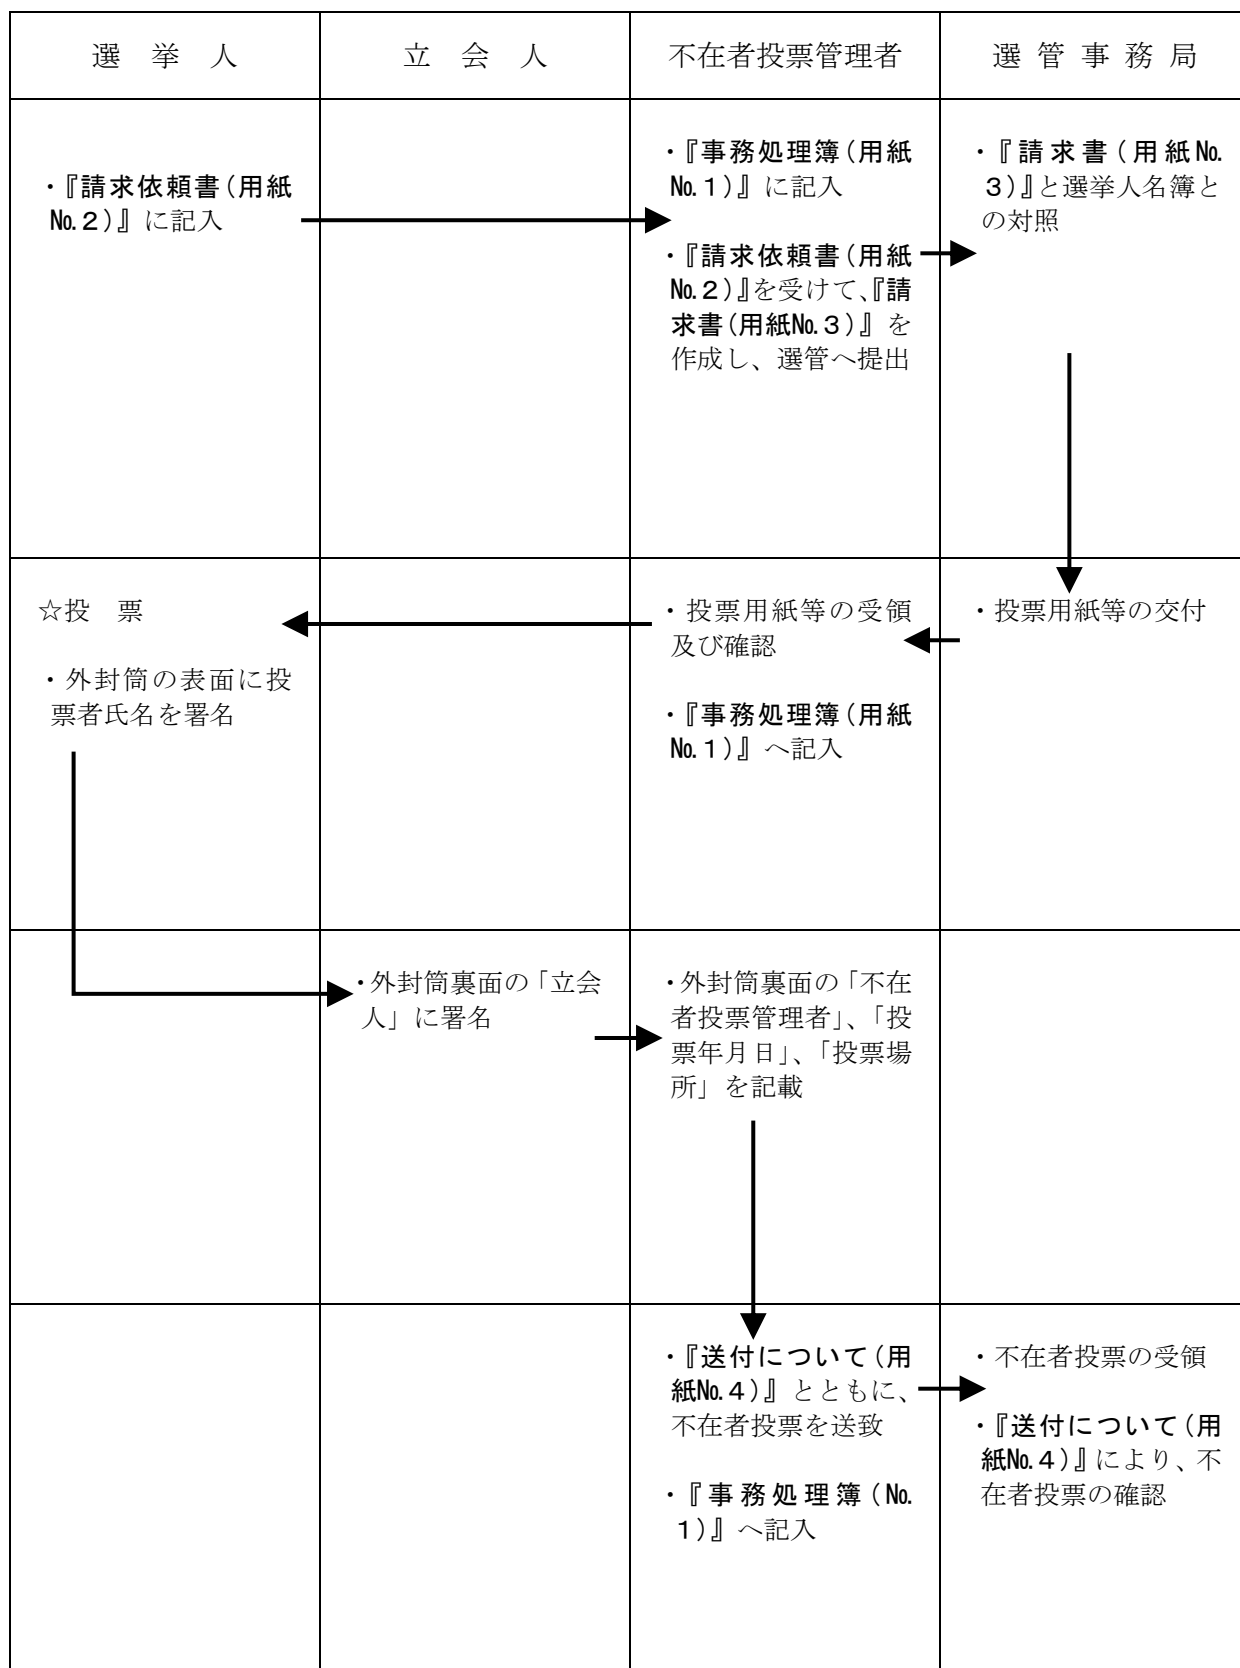 選 挙 人
立 会 人
不在者投票管理者
選 管 事 務 局
・『請求依頼書(用紙
№2)』に記入
・『事務処理簿(用紙
№1)』に記入
・『請求依頼書(用紙
№2)』を受けて、『請
求書(用紙№3)』を
作成し、選管へ提出
・『請求書(用紙№
3)』と選挙人名簿と
の対照
☆投 票
・外封筒の表面に投
票者氏名を署名
・投票用紙等の受領
及び確認
・『事務処理簿(用紙
№1)』へ記入
・投票用紙等の交付
・外封筒裏面の「立会
人」に署名
・外封筒裏面の「不在
者投票管理者」、「投
票年月日」、「投票場
所」を記載
・『送付について(用
紙№4)』とともに、
不在者投票を送致
・『事務処理簿(№
1)』へ記入
・不在者投票の受領
・『送付について(用
紙№4)』により、不
在者投票の確認